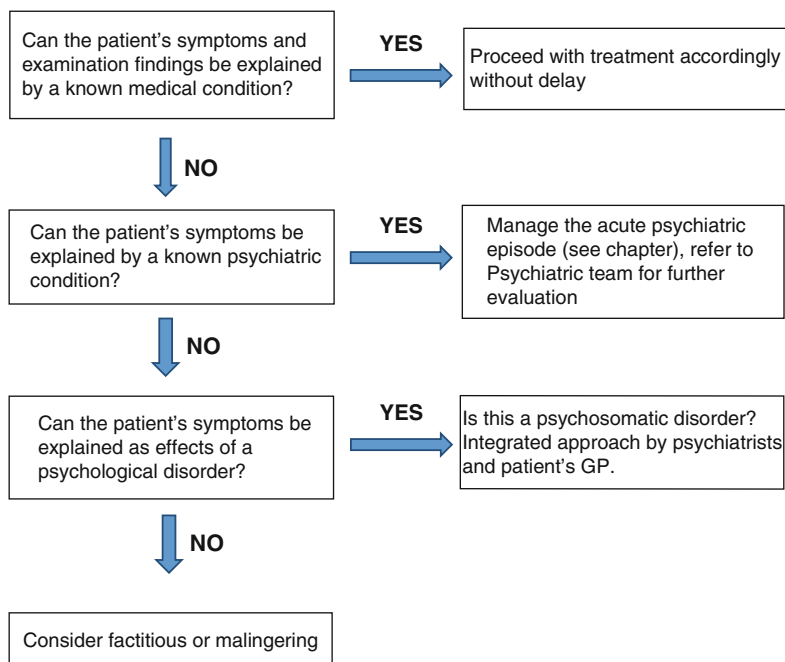 Can the patient's symptoms and
examination findings be explained
by a known medical condition?
YES
Proceed with treatment accordingly
without delay
NO
Can the patient's symptoms be
explained by a known psychiatric
condition?
YES
Manage the acute psychiatric
episode (see chapter), refer to
Psychiatric team for further
evaluation
NO
Can the patient's symptoms be
explained as effects of a
psychological disorder?
YES
Is this a psychosomatic disorder?
Integrated approach by psychiatrists
and patient's GP.
NO
Consider factitious or malingering